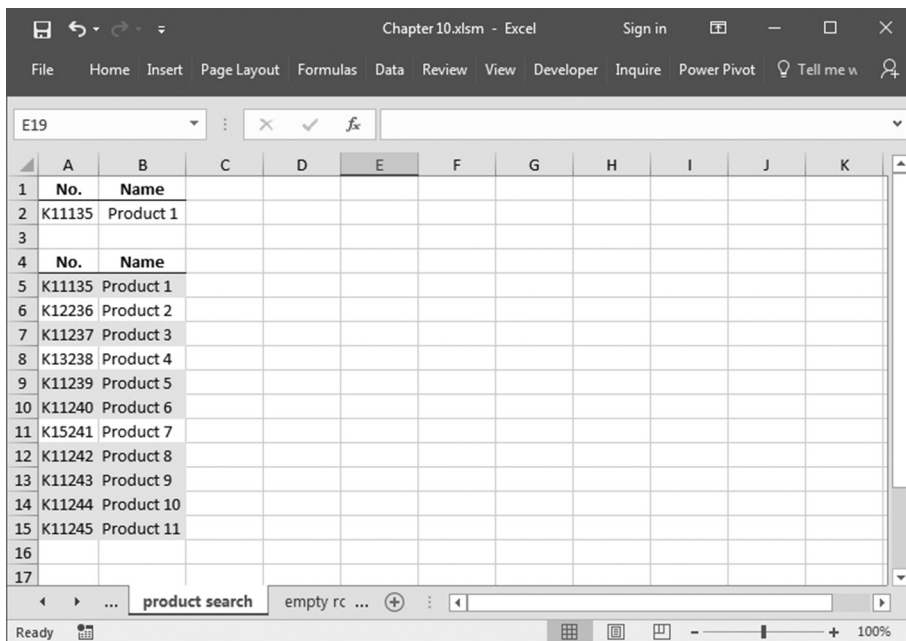 Chapter 10.xlsm - Excel Sign in
File Home Insert Page Layout Formulas Data Review View Developer Inquire Power Pivot Tell me w
E19 fx
A B C D E F G H I J K
1 No. Name
2 K11135 Product 1
3
4 No. Name
5 K11135 Product 1
6 K12236 Product 2
7 K11237 Product 3
8 K13238 Product 4
9 K11239 Product 5
10 K11240 Product 6
11 K15241 Product 7
12 K11242 Product 8
13 K11243 Product 9
14 K11244 Product 10
15 K11245 Product 11
16
17
... product search empty rc ...
Ready 100%